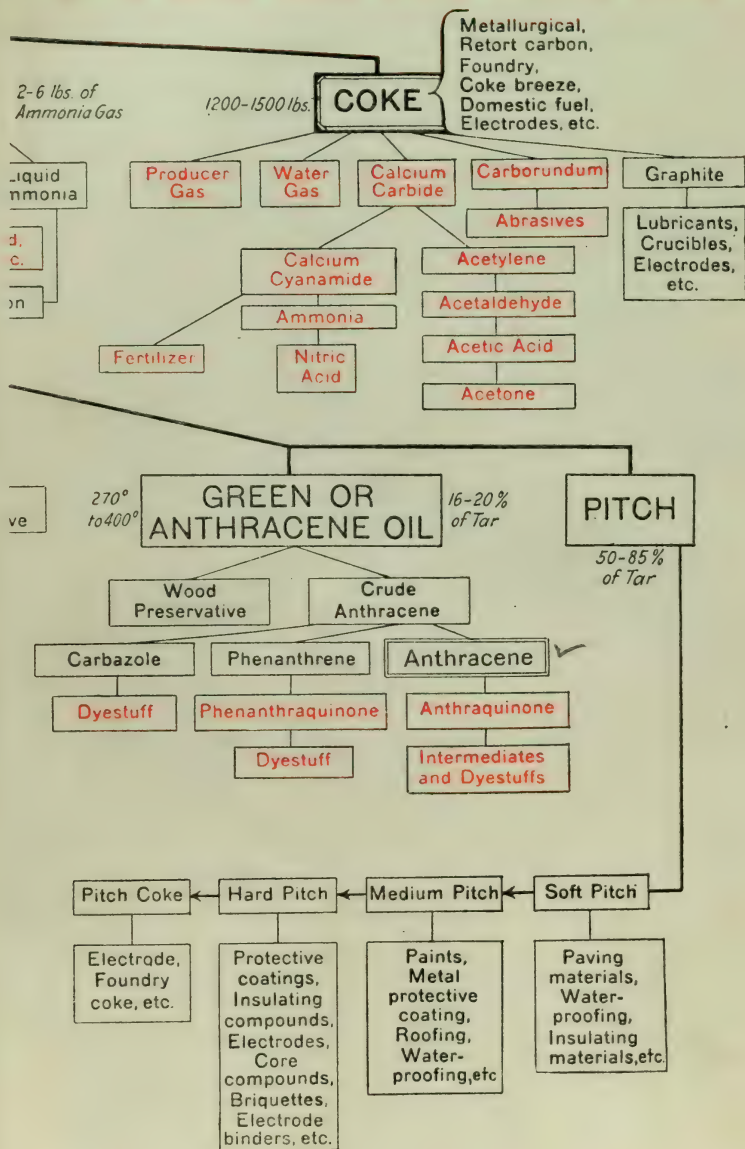 Metallurgical,
Retort carbon,
Foundry,
Coke breeze,
Domestic fuel,
Electrodes, etc.
2-6 lbs. of
Ammonia Gas
1200-1500 lbs.
COKE
Producer
Gas
Water
Gas
Calcium
Carbide
Carborundum
Graphite
Abrasives
Lubricants,
Crucibles,
Electrodes,
etc.
Calcium
Cyanamide
Acetylene
Ammonia
Acetaldehyde
Fertilizer
Nitric
Acid
Acetic Acid
Acetone
270°
to 400°
GREEN OR
ANTHRACENE OIL
16-20%
of Tar
PITCH
50-85%
of Tar
Wood
Preservative
Crude
Anthracene
Carbazole
Phenanthrene
Anthracene
Dyestuff
Phenanthraquinone
Anthraquinone
Dyestuff
Intermediates
and Dyestuffs
Pitch Coke
Hard Pitch
Medium Pitch
Soft Pitch
Electrode,
Foundry
coke, etc.
Protective
coatings,
Insulating
compounds,
Electrodes,
Core
compounds,
Briquettes,
Electrode
binders, etc.
Paints,
Metal
protective
coating,
Roofing,
Water-
proofing,etc
Paving
materials,
Water-
proofing,
Insulating
materials,etc.